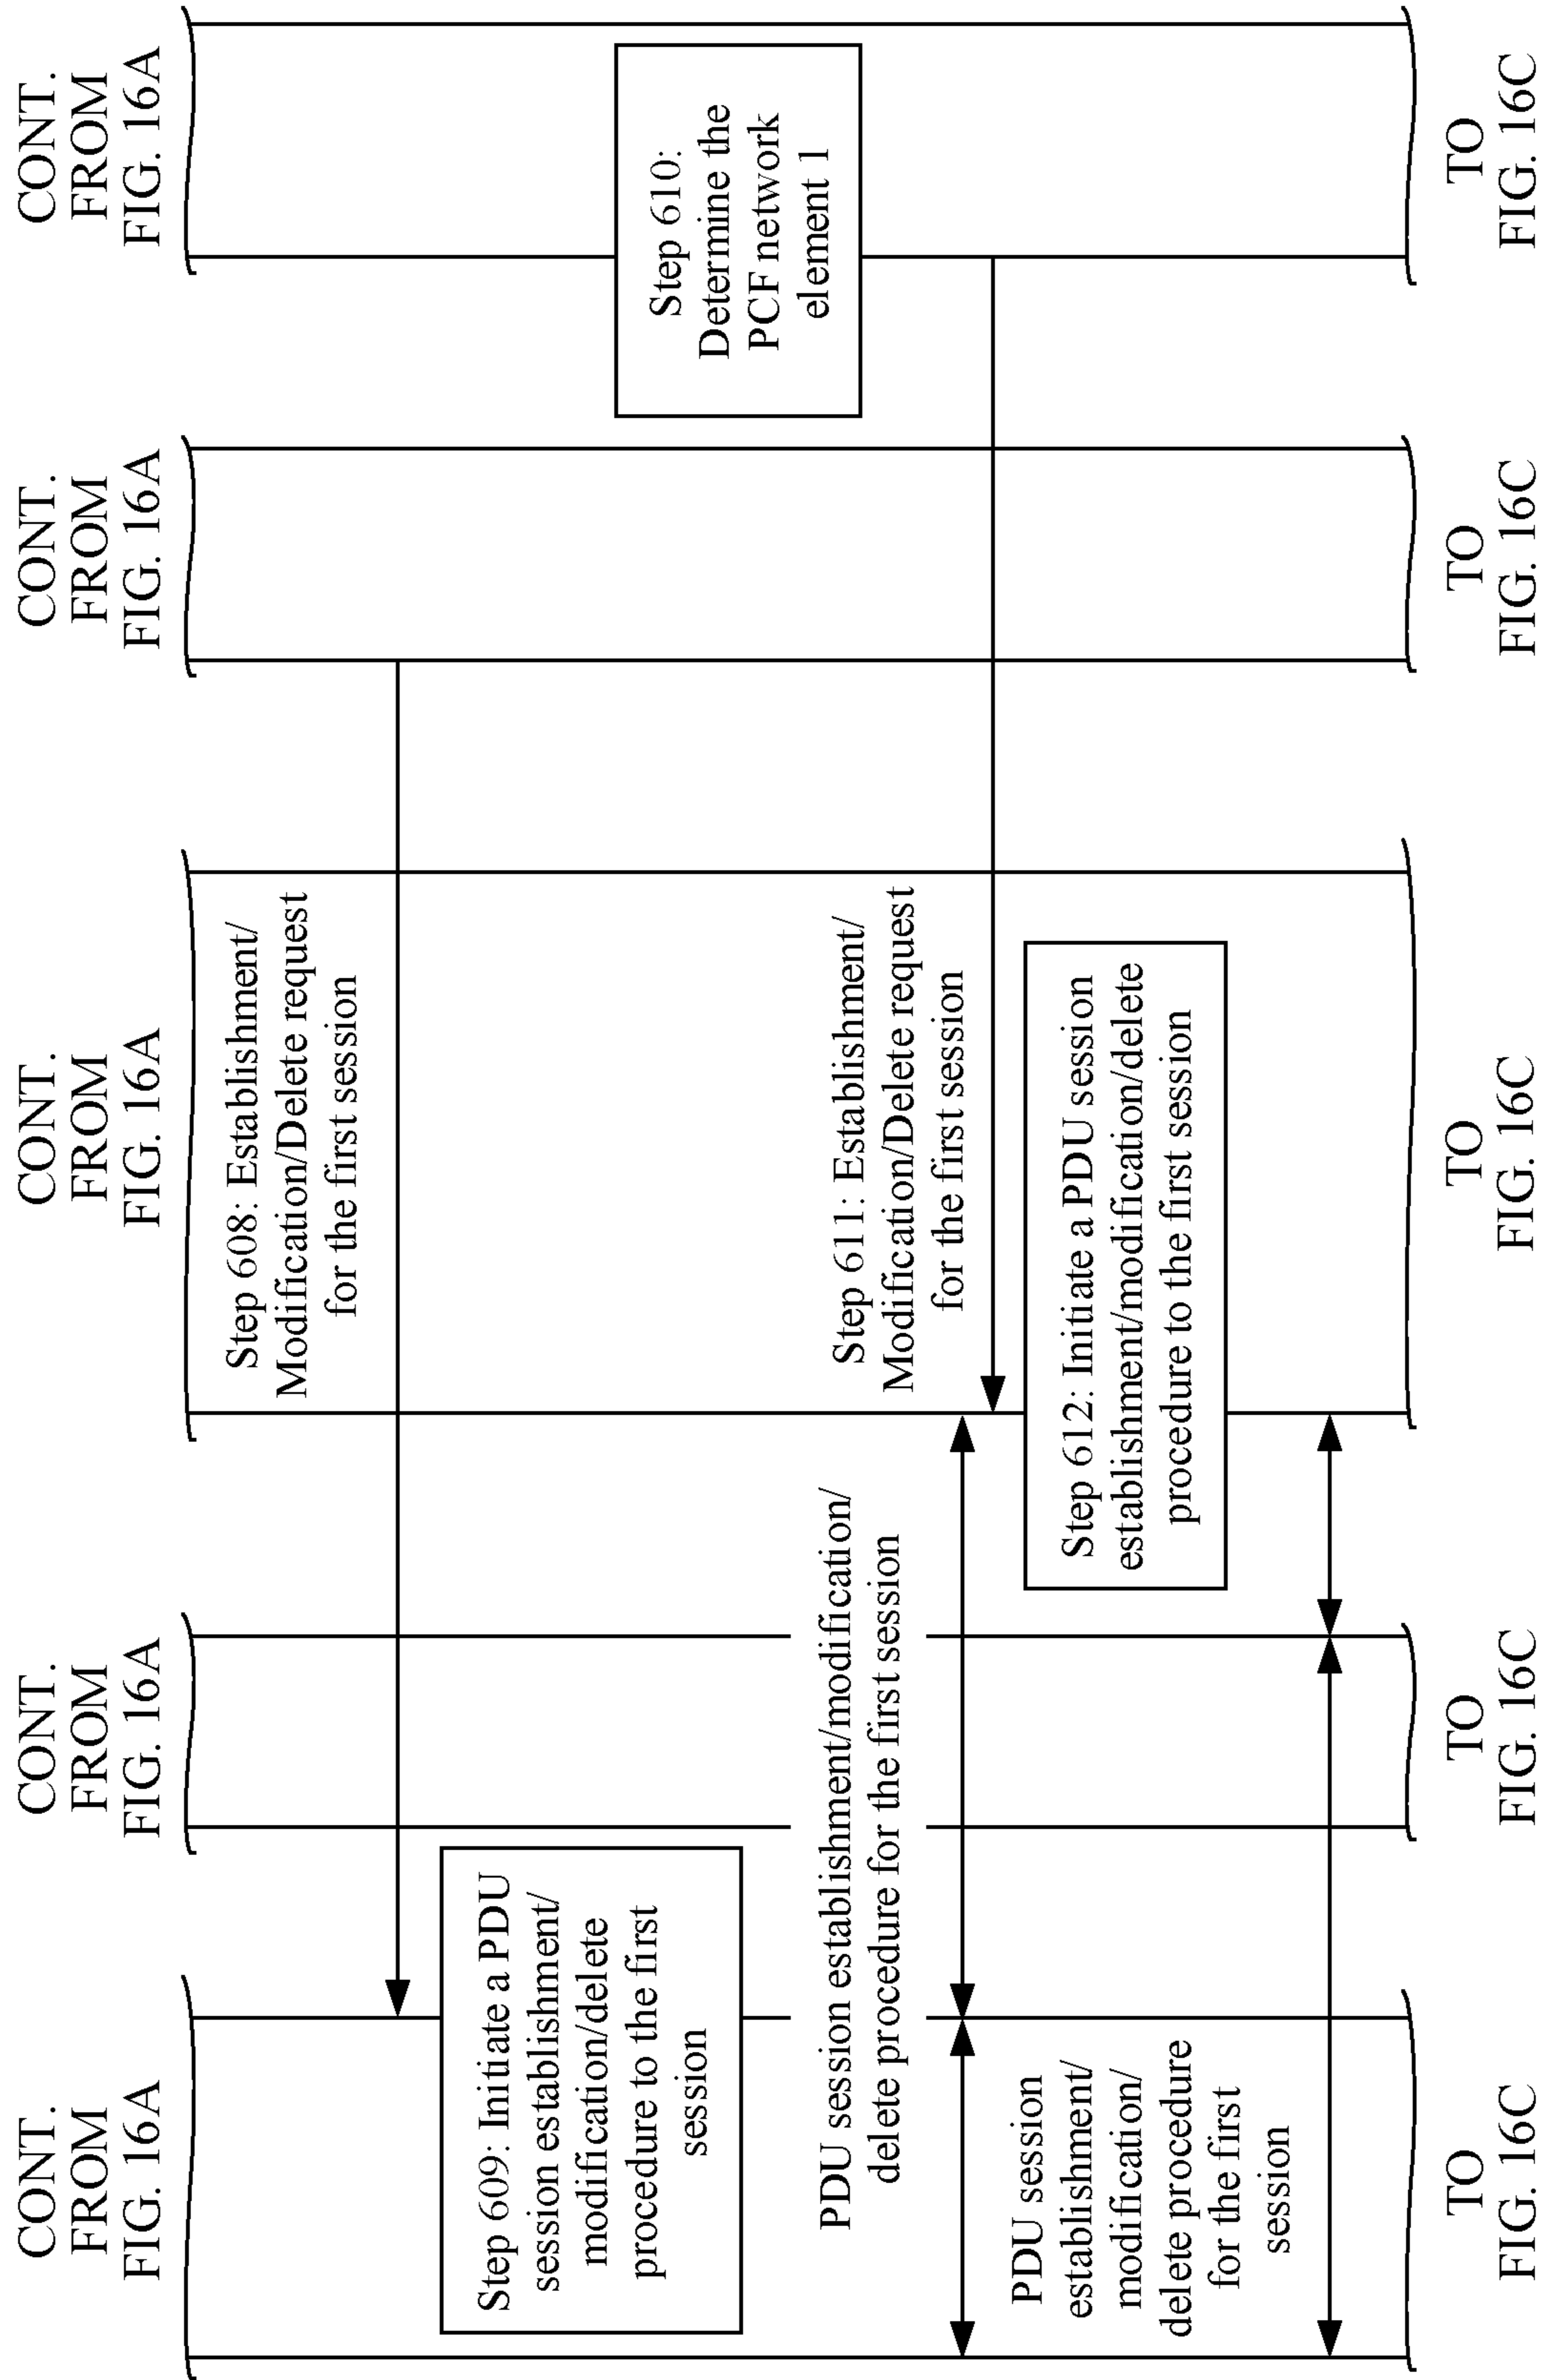 CONT.
FROM
FIG. 16A
CONT.
FROM
FIG. 16A
CONT.
FROM
FIG. 16A
CONT.
FROM
FIG. 16A
CONT.
FROM
FIG. 16A
Step 608: Establishment/
Modification/Delete request
for the first session
Step 609: Initiate a PDU
session establishment/
modification/delete
procedure to the first
session
Step 610:
Determine the
PCF network
element 1
PDU session establishment/modification/
delete procedure for the first session
Step 611: Establishment/
Modification/Delete request
for the first session
PDU session
establishment/
modification/
delete procedure
for the first
session
Step 612: Initiate a PDU session
establishment/modification/delete
procedure to the first session
TO
FIG. 16C
TO
FIG. 16C
TO
FIG. 16C
TO
FIG. 16C
TO
FIG. 16C